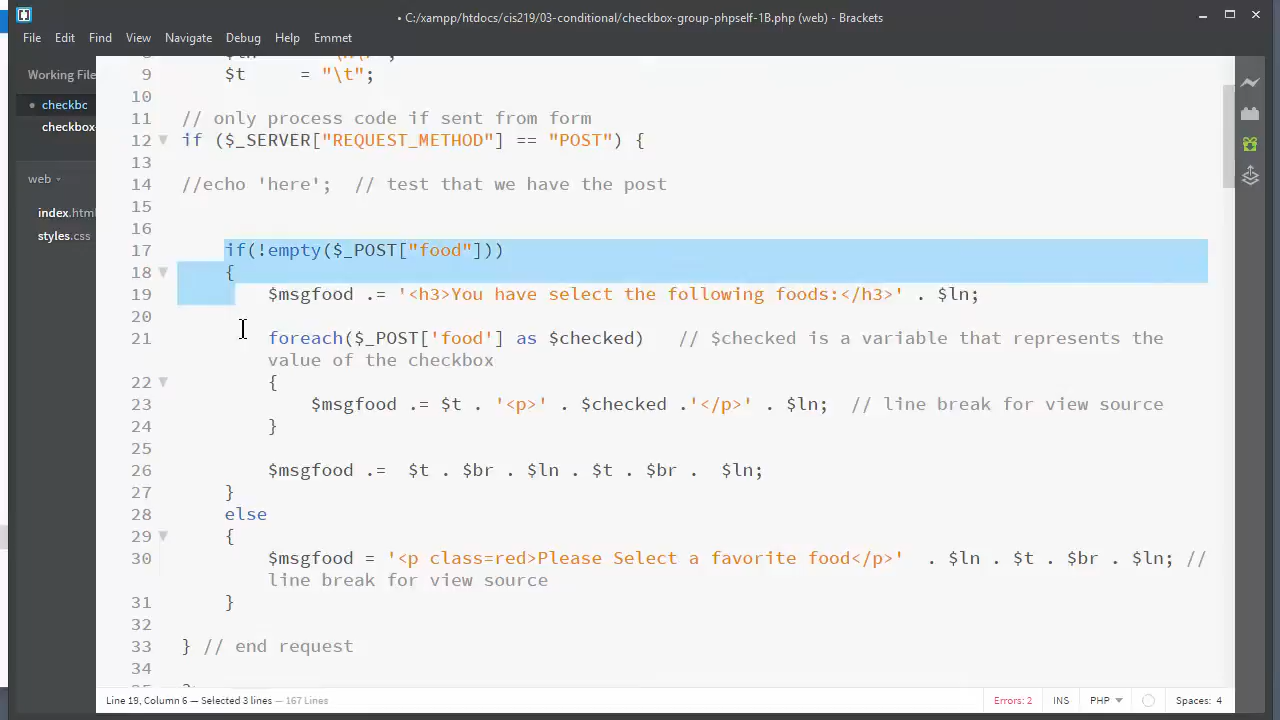 • C:/xampp/htdocs/cis219/03-conditional/checkbox-group-phpself-1B.php (web) - Brackets
File Edit Find View Navigate Debug Help Emmet
Working File
checkbc
checkbox-
web
index.html
styles.css
9 $t = "\t";
10
11 // only process code if sent from form
12 if ($_SERVER["REQUEST_METHOD"] == "POST") {
13
14 //echo 'here'; // test that we have the post
15
16
17 if(!empty($_POST["food"]))
18 {
19 $msgfood .= '<h3>You have select the following foods:</h3>' . $ln;
20
21 foreach($_POST['food'] as $checked) // $checked is a variable that represents the
value of the checkbox
22 {
23 $msgfood .= $t . '<p>' . $checked .'</p>' . $ln; // line break for view source
24 }
25
26 $msgfood .= $t . $br . $ln . $t . $br . $ln;
27 }
28 else
29 {
30 $msgfood = '<p class=red>Please Select a favorite food</p>' . $ln . $t . $br . $ln; //
line break for view source
31 }
32
33 } // end request
34
Line 19, Column 6 — Selected 3 lines — 167 Lines
Errors: 2 INS PHP Spaces: 4